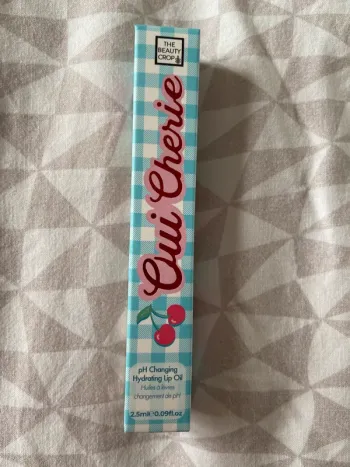 THE
BEAUTY
CROP
Oui Cherie
pH Changing
Hydrating Lip Oil
Huile à lèvres
changement de pH
2.5ml℮/0.09fl.oz